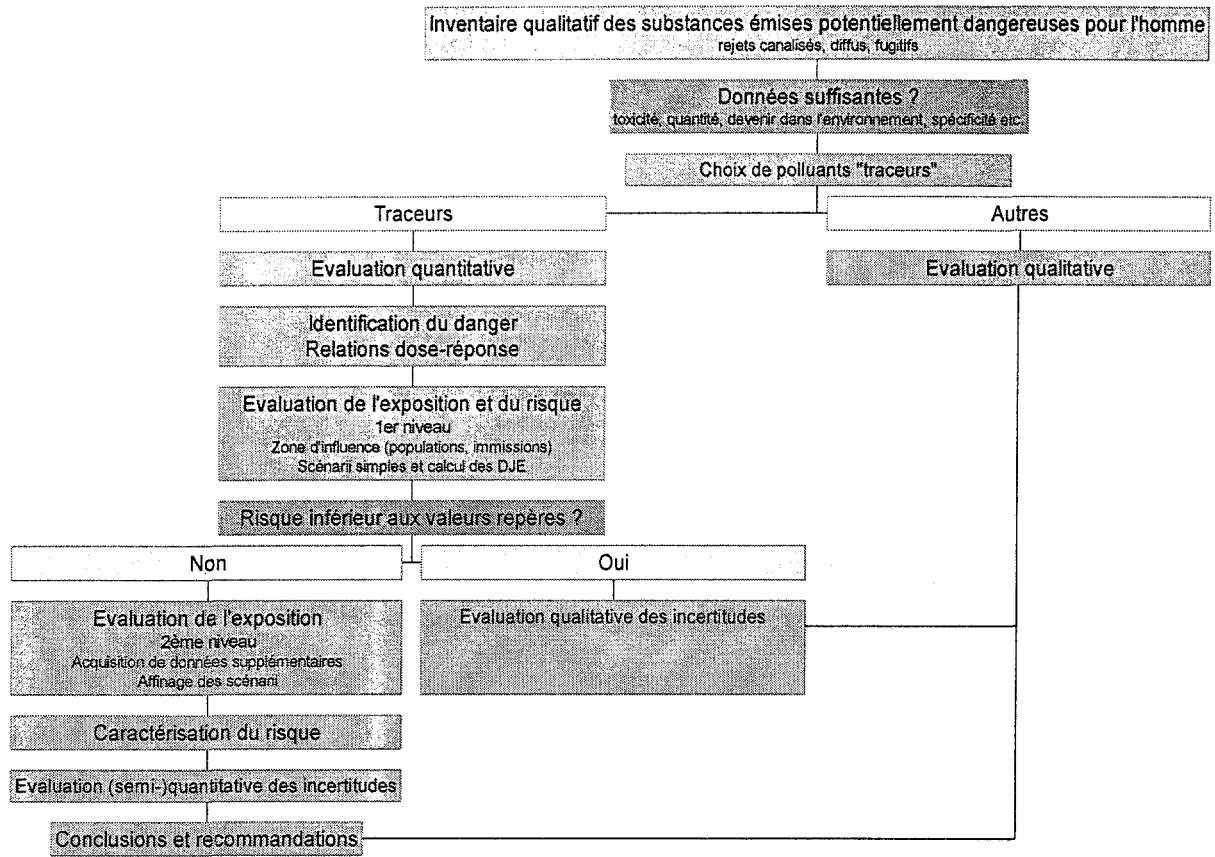 Inventaire qualitatif des substances émises potentiellement dangereuses pour l'homme
rejets canalisés, diffus, fugitifs
Données suffisantes ?
toxicité, quantité, devenir dans l'environnement, spécificité etc.
Choix de polluants "traceurs"
Traceurs
Autres
Evaluation quantitative
Evaluation qualitative
Identification du danger
Relations dose-réponse
Evaluation de l'exposition et du risque
1er niveau
Zone d'influence (populations, immissions)
Scénarii simples et calcul des DJE
Risque inférieur aux valeurs repères ?
Non
Oui
Evaluation de l'exposition
2ème niveau
Acquisition de données supplémentaires
Affinage des scénarii
Evaluation qualitative des incertitudes
Caractérisation du risque
Evaluation (semi-)quantitative des incertitudes
Conclusions et recommandations